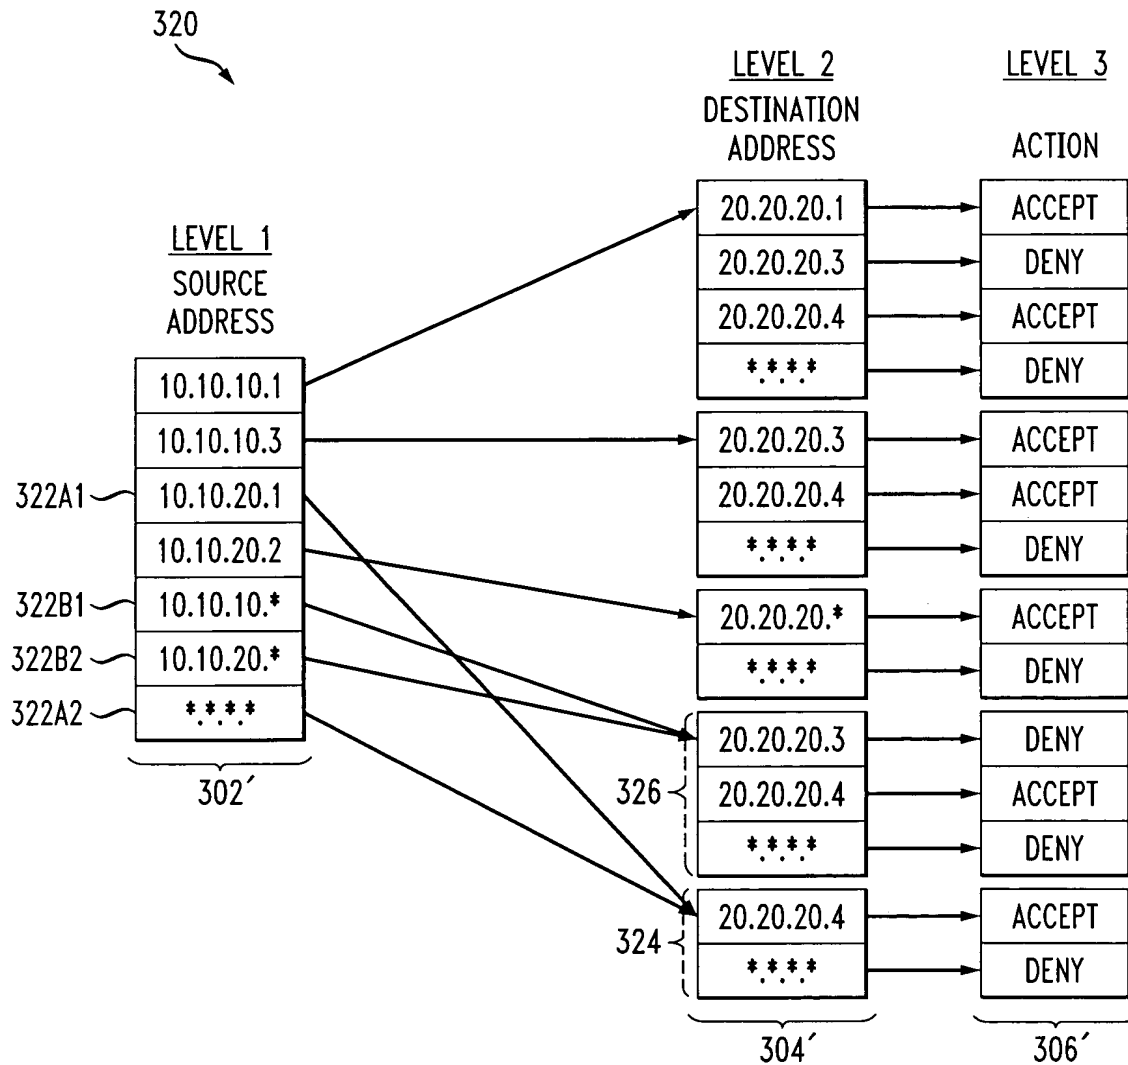 320
LEVEL 1
SOURCE
ADDRESS
10.10.10.1
10.10.10.3
322A1
10.10.20.1
10.10.20.2
322B1
10.10.10.*
322B2
10.10.20.*
322A2
*.*.*.*
302′
LEVEL 2
DESTINATION
ADDRESS
20.20.20.1
20.20.20.3
20.20.20.4
*.*.*.*
20.20.20.3
20.20.20.4
*.*.*.*
20.20.20.*
*.*.*.*
326
20.20.20.3
20.20.20.4
*.*.*.*
324
20.20.20.4
*.*.*.*
304′
LEVEL 3
ACTION
ACCEPT
DENY
ACCEPT
DENY
ACCEPT
ACCEPT
DENY
ACCEPT
DENY
DENY
ACCEPT
DENY
ACCEPT
DENY
306′